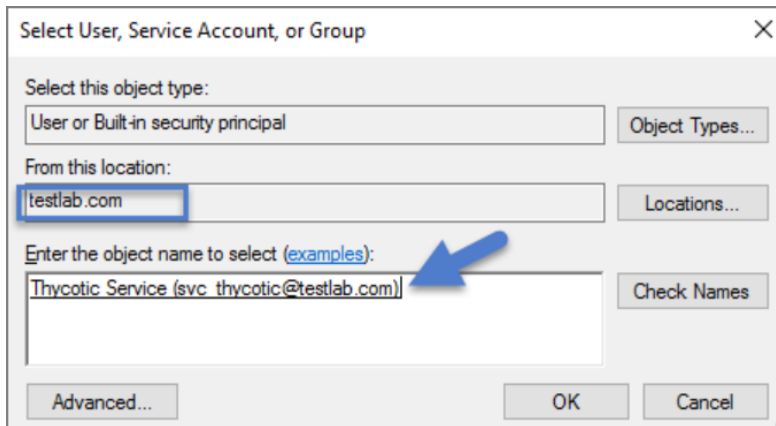 Select User, Service Account, or Group
Select this object type:
User or Built-in security principal
Object Types...
From this location:
testlab.com
Locations...
Enter the object name to select (examples):
Thycotic Service (svc_thycotic@testlab.com)
Check Names
Advanced...
OK
Cancel